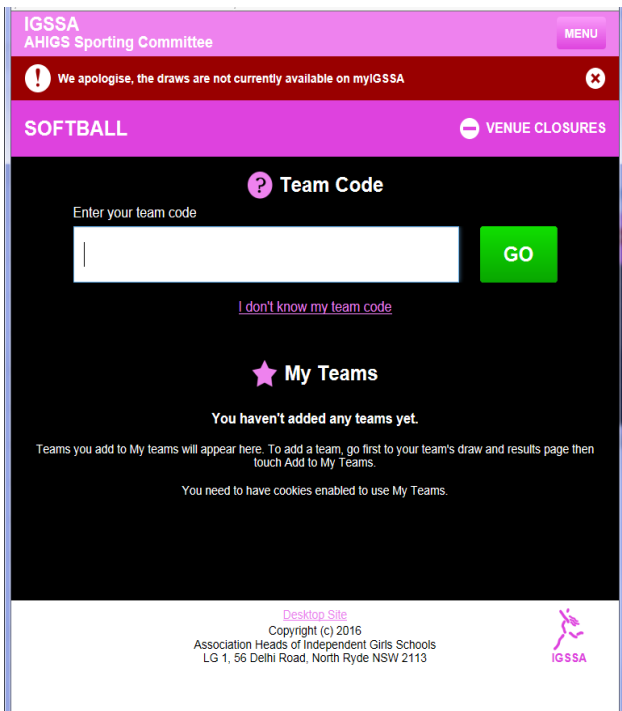 IGSSA
AHIGS Sporting Committee
MENU
We apologise, the draws are not currently available on myIGSSA
SOFTBALL
VENUE CLOSURES
? Team Code
Enter your team code
GO
I don't know my team code
My Teams
You haven't added any teams yet.
Teams you add to My teams will appear here. To add a team, go first to your team's draw and results page then
touch Add to My Teams.
You need to have cookies enabled to use My Teams.
Desktop Site
Copyright (c) 2016
Association Heads of Independent Girls Schools
LG 1, 56 Delhi Road, North Ryde NSW 2113
IGSSA